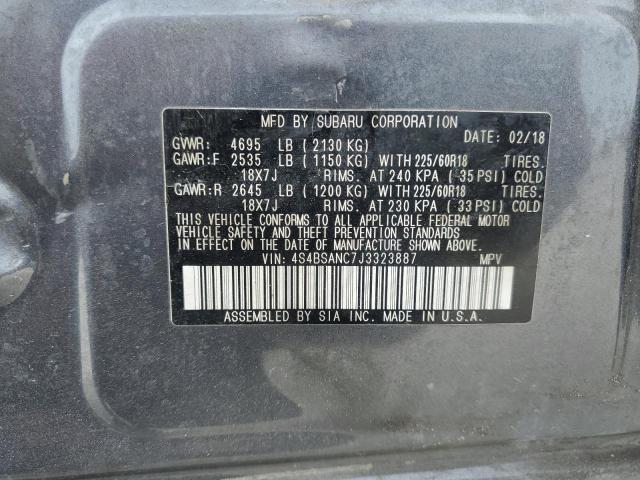 MFD BY SUBARU CORPORATION
GVWR: 4695 LB ( 2130 KG) DATE: 02/18
GAWR:F 2535 LB ( 1150 KG) WITH 225/60R18 TIRES.
18X7J RIMS. AT 240 KPA ( 35 PSI) COLD
GAWR:R 2645 LB ( 1200 KG) WITH 225/60R18 TIRES.
18X7J RIMS. AT 230 KPA ( 33 PSI) COLD
THIS VEHICLE CONFORMS TO ALL APPLICABLE FEDERAL MOTOR
VEHICLE SAFETY AND THEFT PREVENTION STANDARDS
IN EFFECT ON THE DATE OF MANUFACTURE SHOWN ABOVE.
VIN: 4S4BSANC7J3323887 MPV
ASSEMBLED BY SIA INC. MADE IN U.S.A.